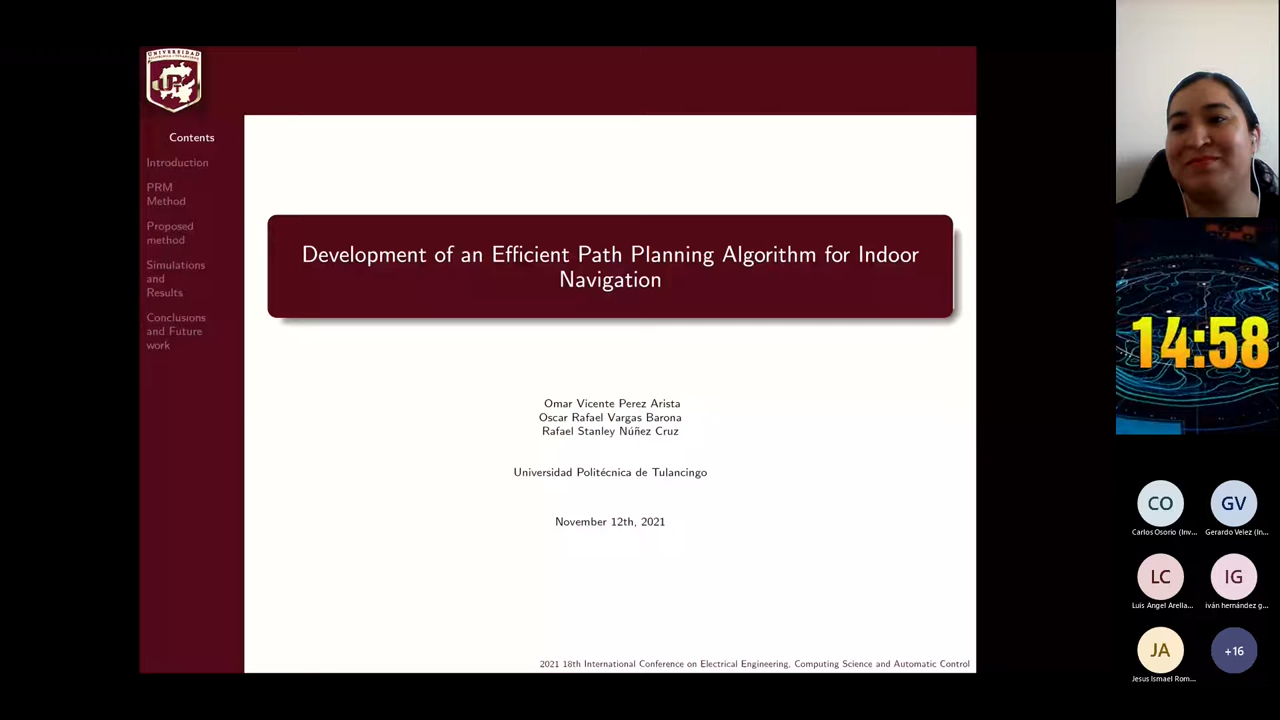 UNIVERSIDAD
Contents
Introduction
PRM
Method
Proposed
method
Simulations
and
Results
Conclusions
and Future
work
Development of an Efficient Path Planning Algorithm for Indoor
Navigation
Omar Vicente Perez Arista
Oscar Rafael Vargas Barona
Rafael Stanley Núñez Cruz
Universidad Politécnica de Tulancingo
November 12th, 2021
2021 18th International Conference on Electrical Engineering, Computing Science and Automatic Control
14:58
CO
GV
Carlos Osorio (Inv...
Gerardo Velez (In...
LC
IG
Luis Angel Arella...
iván hernández g...
JA
+16
Jesus Ismael Rom...